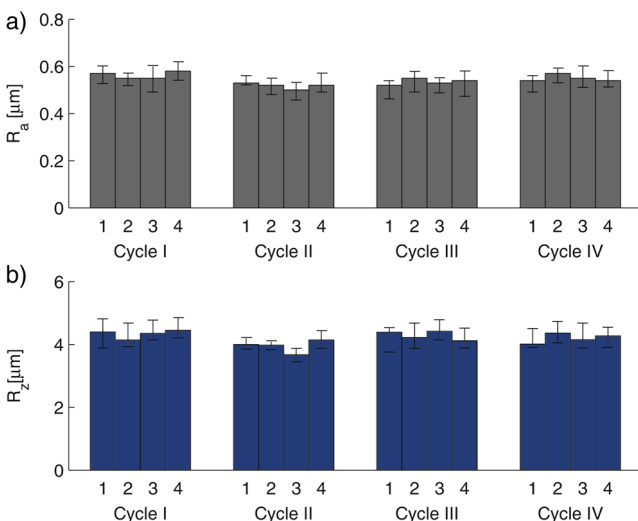 a)
0.8
0.6
0.4
0.2
0
Ra [μm]
1 2 3 4 1 2 3 4 1 2 3 4 1 2 3 4
Cycle I Cycle II Cycle III Cycle IV
b)
6
4
2
0
Rz[μm]
1 2 3 4 1 2 3 4 1 2 3 4 1 2 3 4
Cycle I Cycle II Cycle III Cycle IV